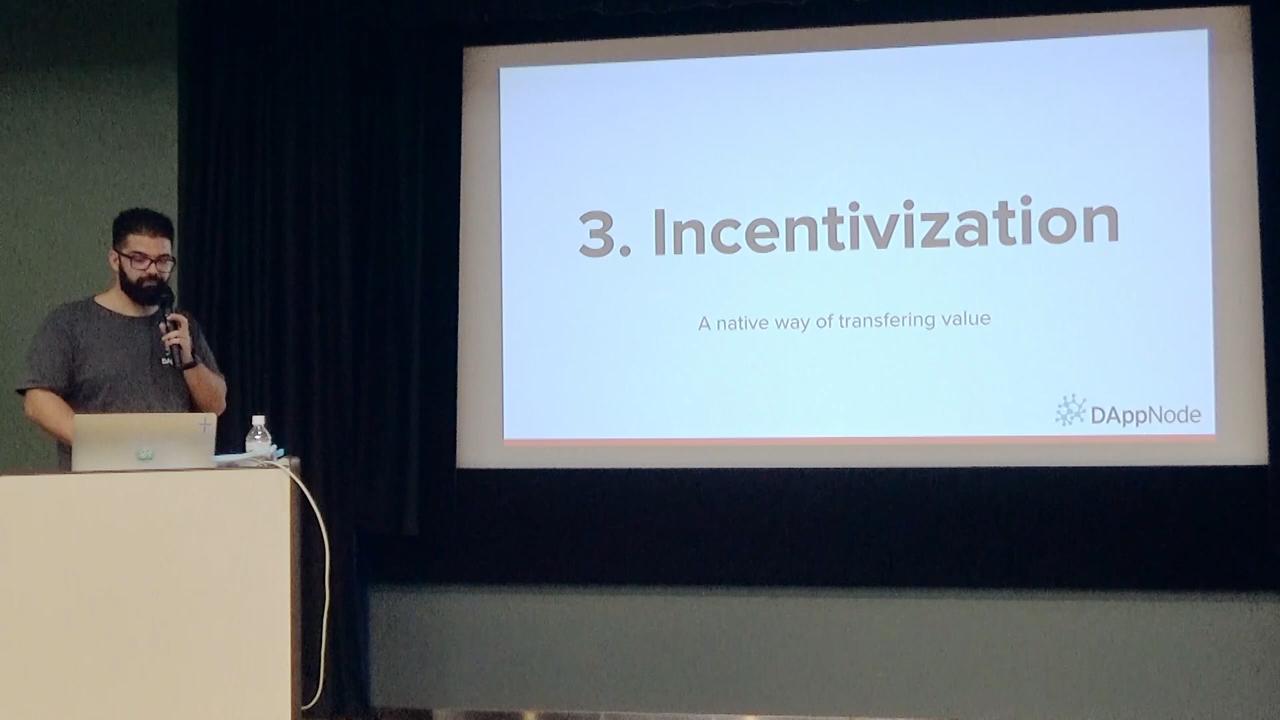 3. Incentivization
A native way of transfering value
DAppNode